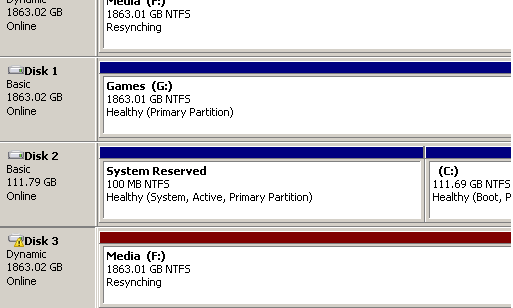 Dynamic
1863.02 GB
Online
Media (F:)
1863.01 GB NTFS
Resynching
Disk 1
Basic
1863.02 GB
Online
Games (G:)
1863.01 GB NTFS
Healthy (Primary Partition)
Disk 2
Basic
111.79 GB
Online
System Reserved
100 MB NTFS
Healthy (System, Active, Primary Partition)
(C:)
111.69 GB NTFS
Healthy (Boot, P
Disk 3
Dynamic
1863.02 GB
Online
Media (F:)
1863.01 GB NTFS
Resynching